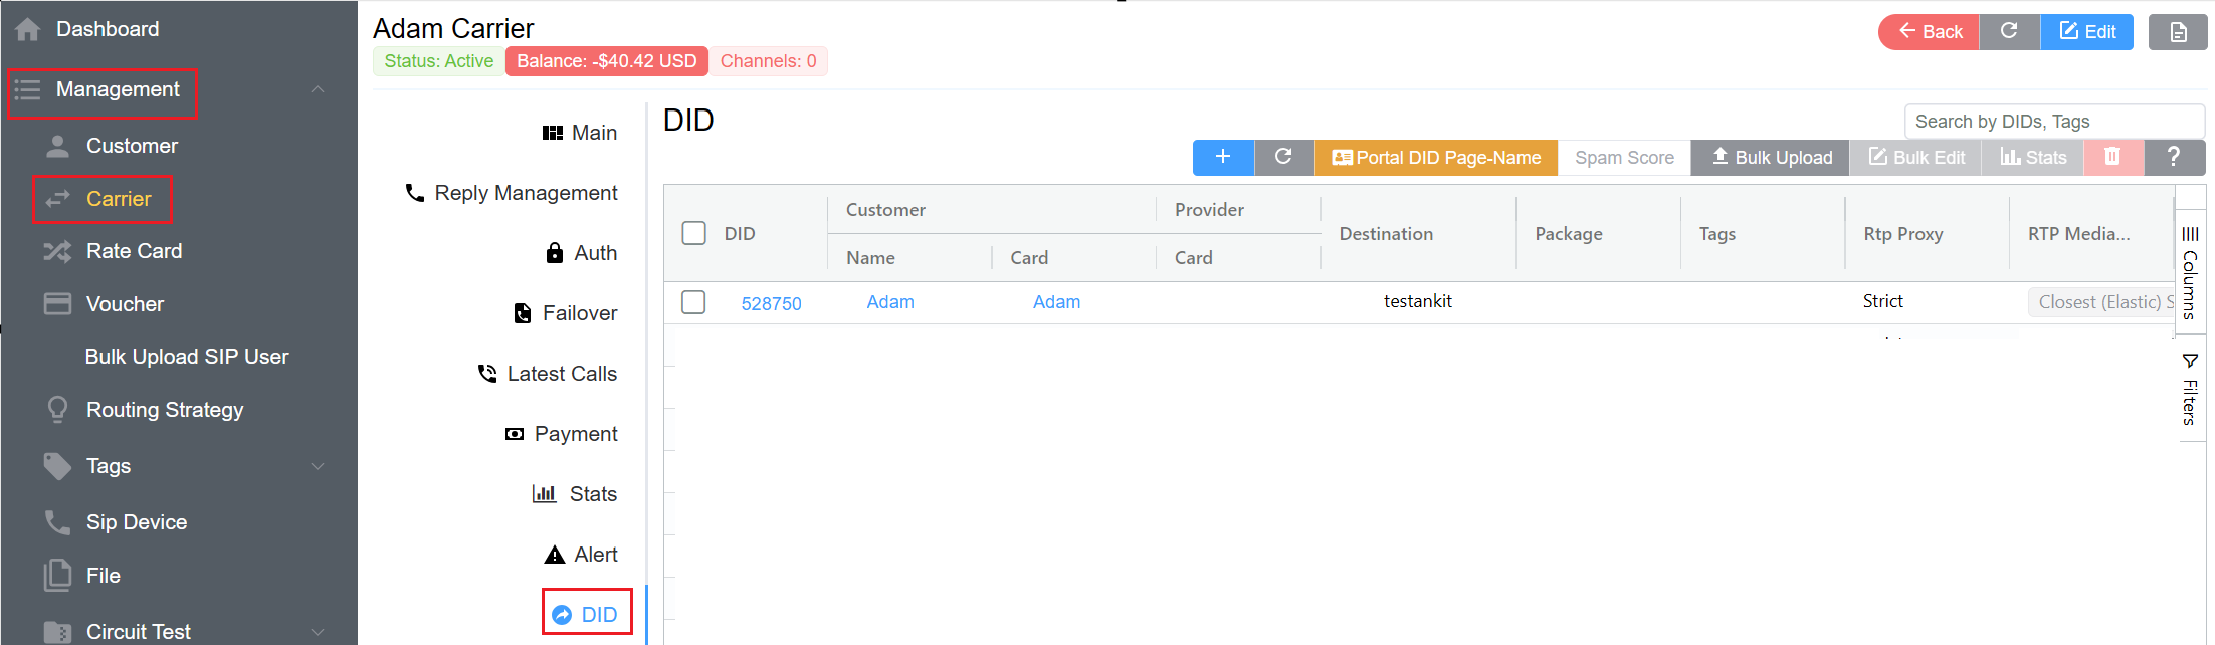 Dashboard
Management
Customer
Carrier
Rate Card
Voucher
Bulk Upload SIP User
Routing Strategy
Tags
Sip Device
File
Circuit Test
Adam Carrier
Status: Active
Balance: -$40.42 USD
Channels: 0
Back
Edit
Main
Reply Management
Auth
Failover
Latest Calls
Payment
Stats
Alert
DID
DID
Search by DIDs, Tags
+
Portal DID Page-Name
Spam Score
Bulk Upload
Bulk Edit
Stats
?
Customer
Provider
DID
Destination
Package
Tags
Rtp Proxy
RTP Media...
Name
Card
Card
528750
Adam
Adam
testankit
Strict
Closest (Elastic) S
Columns
Filters